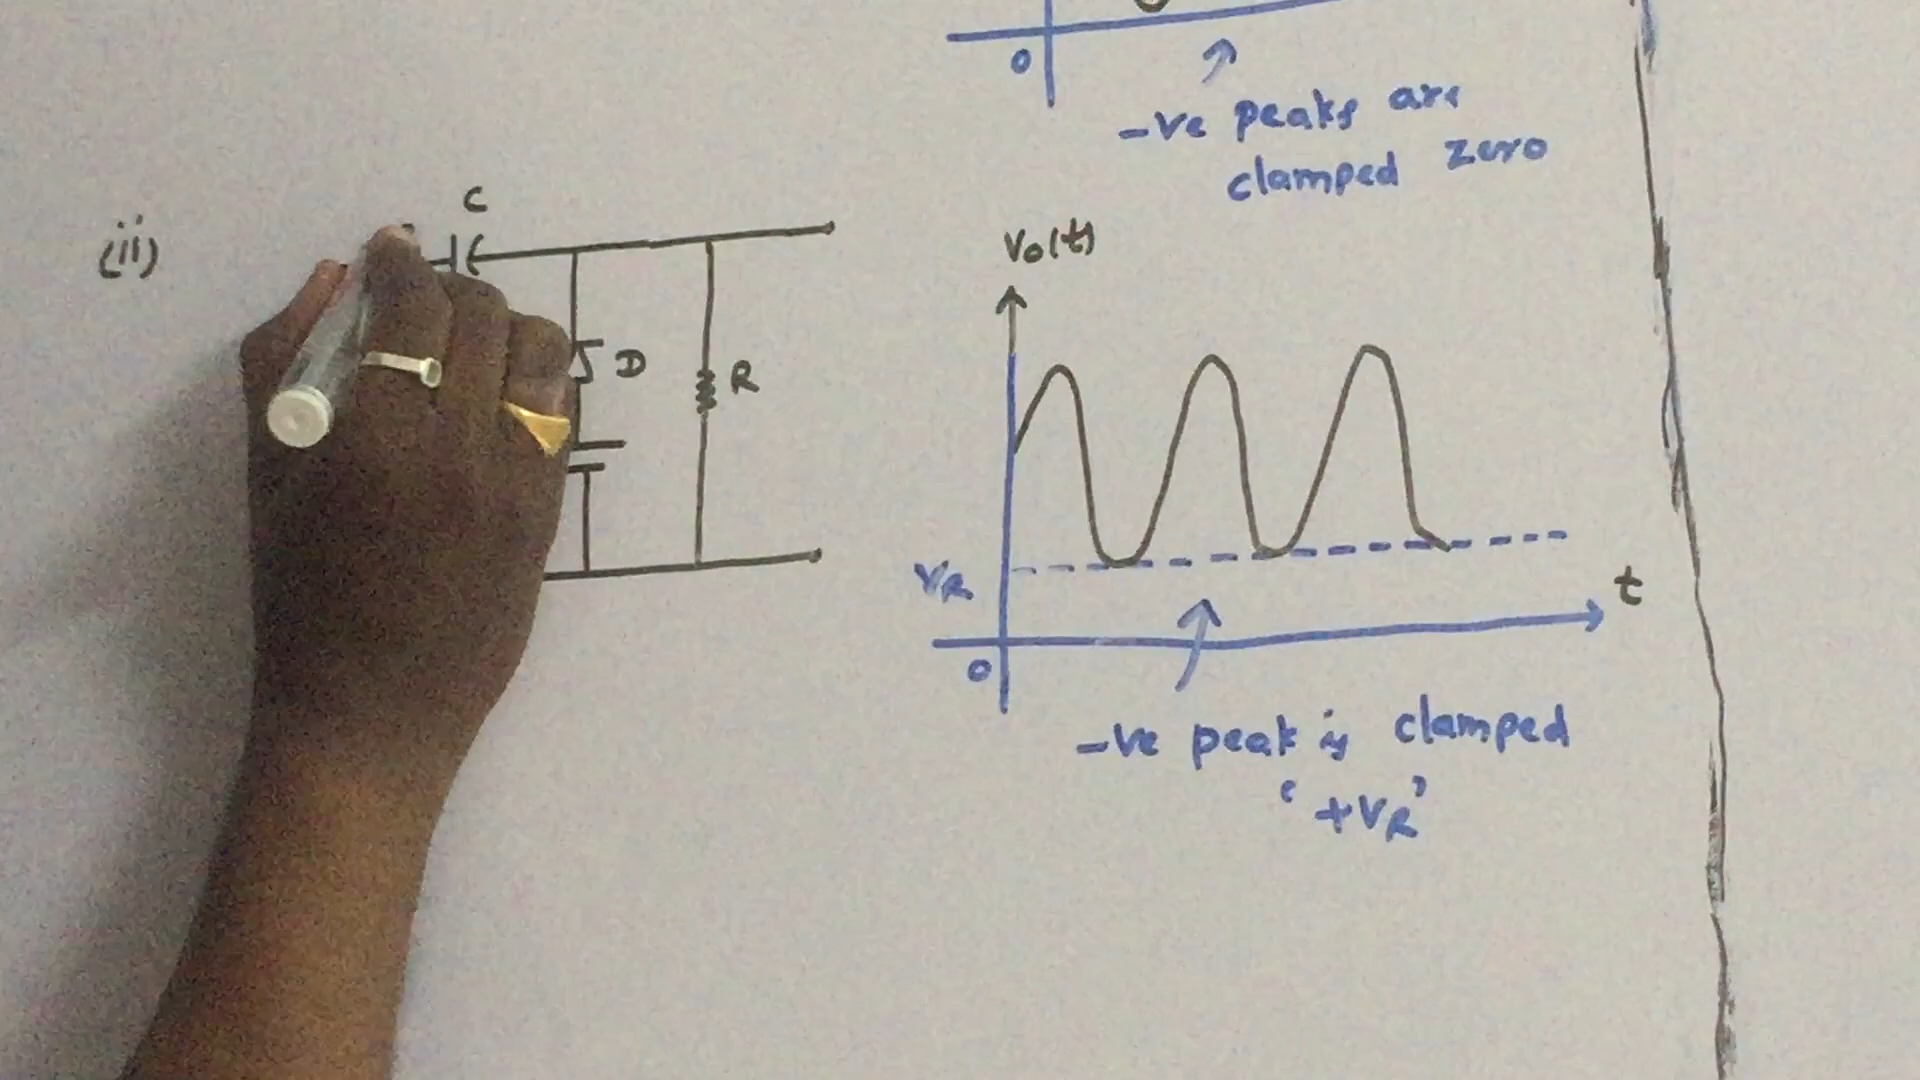 0
-ve peaks are
clamped zero
(ii)
C
D
R
Vo(t)
VR
t
0
-ve peak is clamped
'+VR'